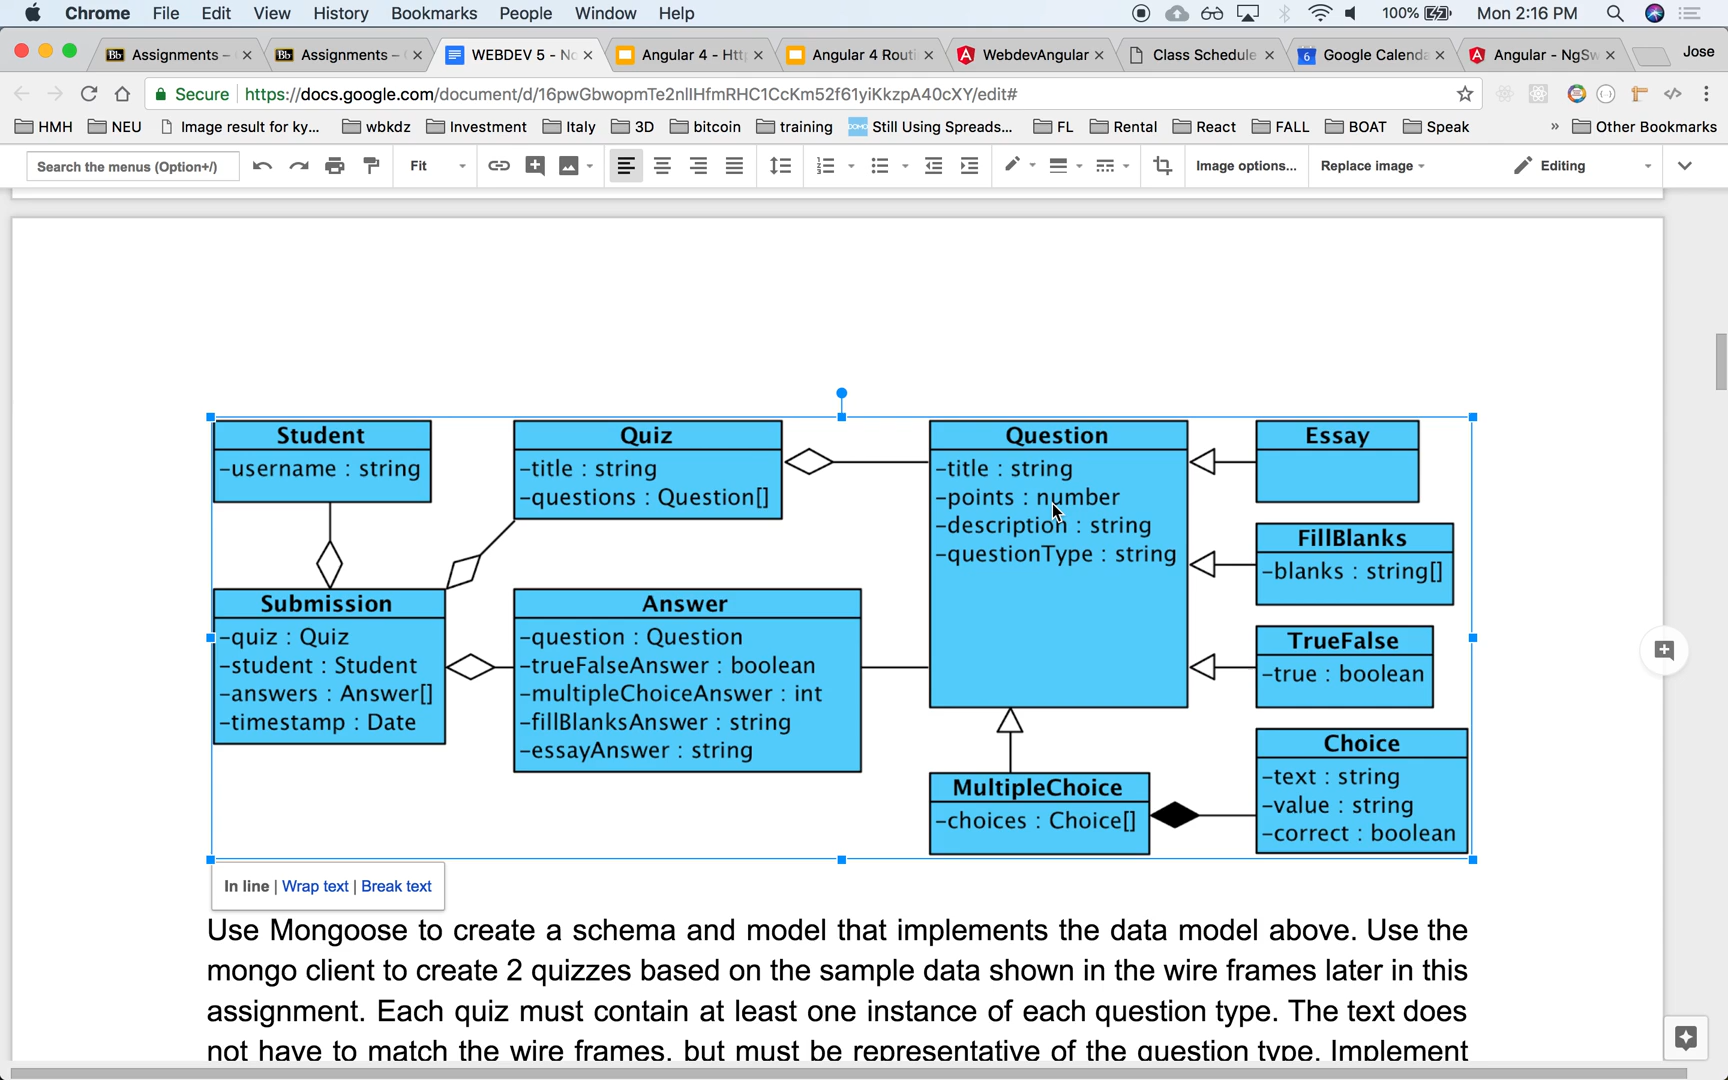 Chrome File Edit View History Bookmarks People Window Help 100% Mon 2:16 PM
Bb Assignments – Bb Assignments – WEBDEV 5 - No Angular 4 - Htt Angular 4 Routi WebdevAngular Class Schedule 6 Google Calenda Angular - NgSw Jose
Secure https://docs.google.com/document/d/16pwGbwopmTe2nlIHfmRHC1CcKm52f61yiKkzpA40cXY/edit#
HMH NEU Image result for ky... wbkdz Investment Italy 3D bitcoin training DOMO Still Using Spreads... FL Rental React FALL BOAT Speak » Other Bookmarks
Search the menus (Option+/) Fit Image options... Replace image Editing
Student
-username : string
Quiz
-title : string
-questions : Question[]
Question
-title : string
-points : number
-description : string
-questionType : string
Essay
FillBlanks
-blanks : string[]
Submission
-quiz : Quiz
-student : Student
-answers : Answer[]
-timestamp : Date
Answer
-question : Question
-trueFalseAnswer : boolean
-multipleChoiceAnswer : int
-fillBlanksAnswer : string
-essayAnswer : string
TrueFalse
-true : boolean
MultipleChoice
-choices : Choice[]
Choice
-text : string
-value : string
-correct : boolean
In line | Wrap text | Break text
Use Mongoose to create a schema and model that implements the data model above. Use the
mongo client to create 2 quizzes based on the sample data shown in the wire frames later in this
assignment. Each quiz must contain at least one instance of each question type. The text does
not have to match the wire frames, but must be representative of the question type. Implement